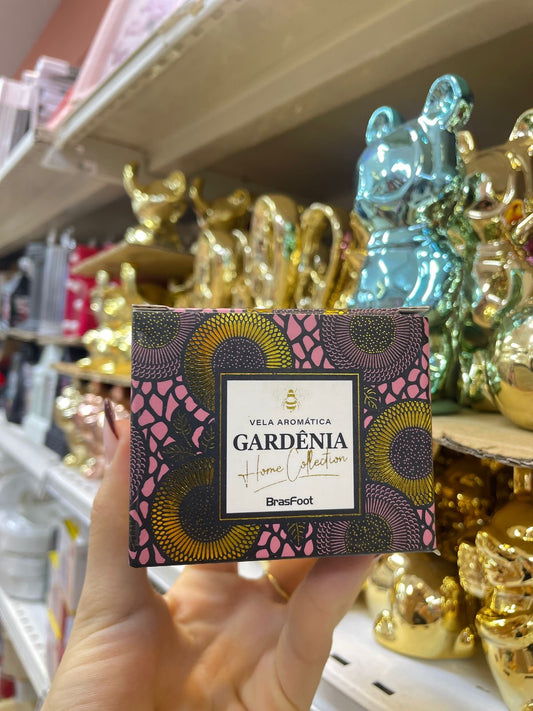 VELA AROMÁTICA
GARDÊNIA
Home Collection
BRASFOOT